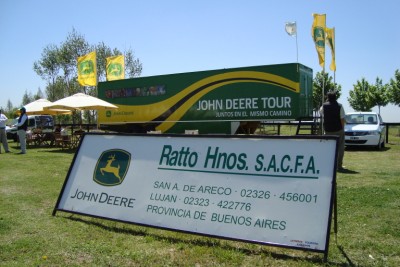 JOHN DEERE TOUR
JUNTOS EN EL MISMO CAMINO
Ratto Hnos. S.A.C.F.A.
JOHN DEERE
SAN A. DE ARECO · 02326 - 456001
LUJAN · 02323 - 422776
PROVINCIA DE BUENOS AIRES